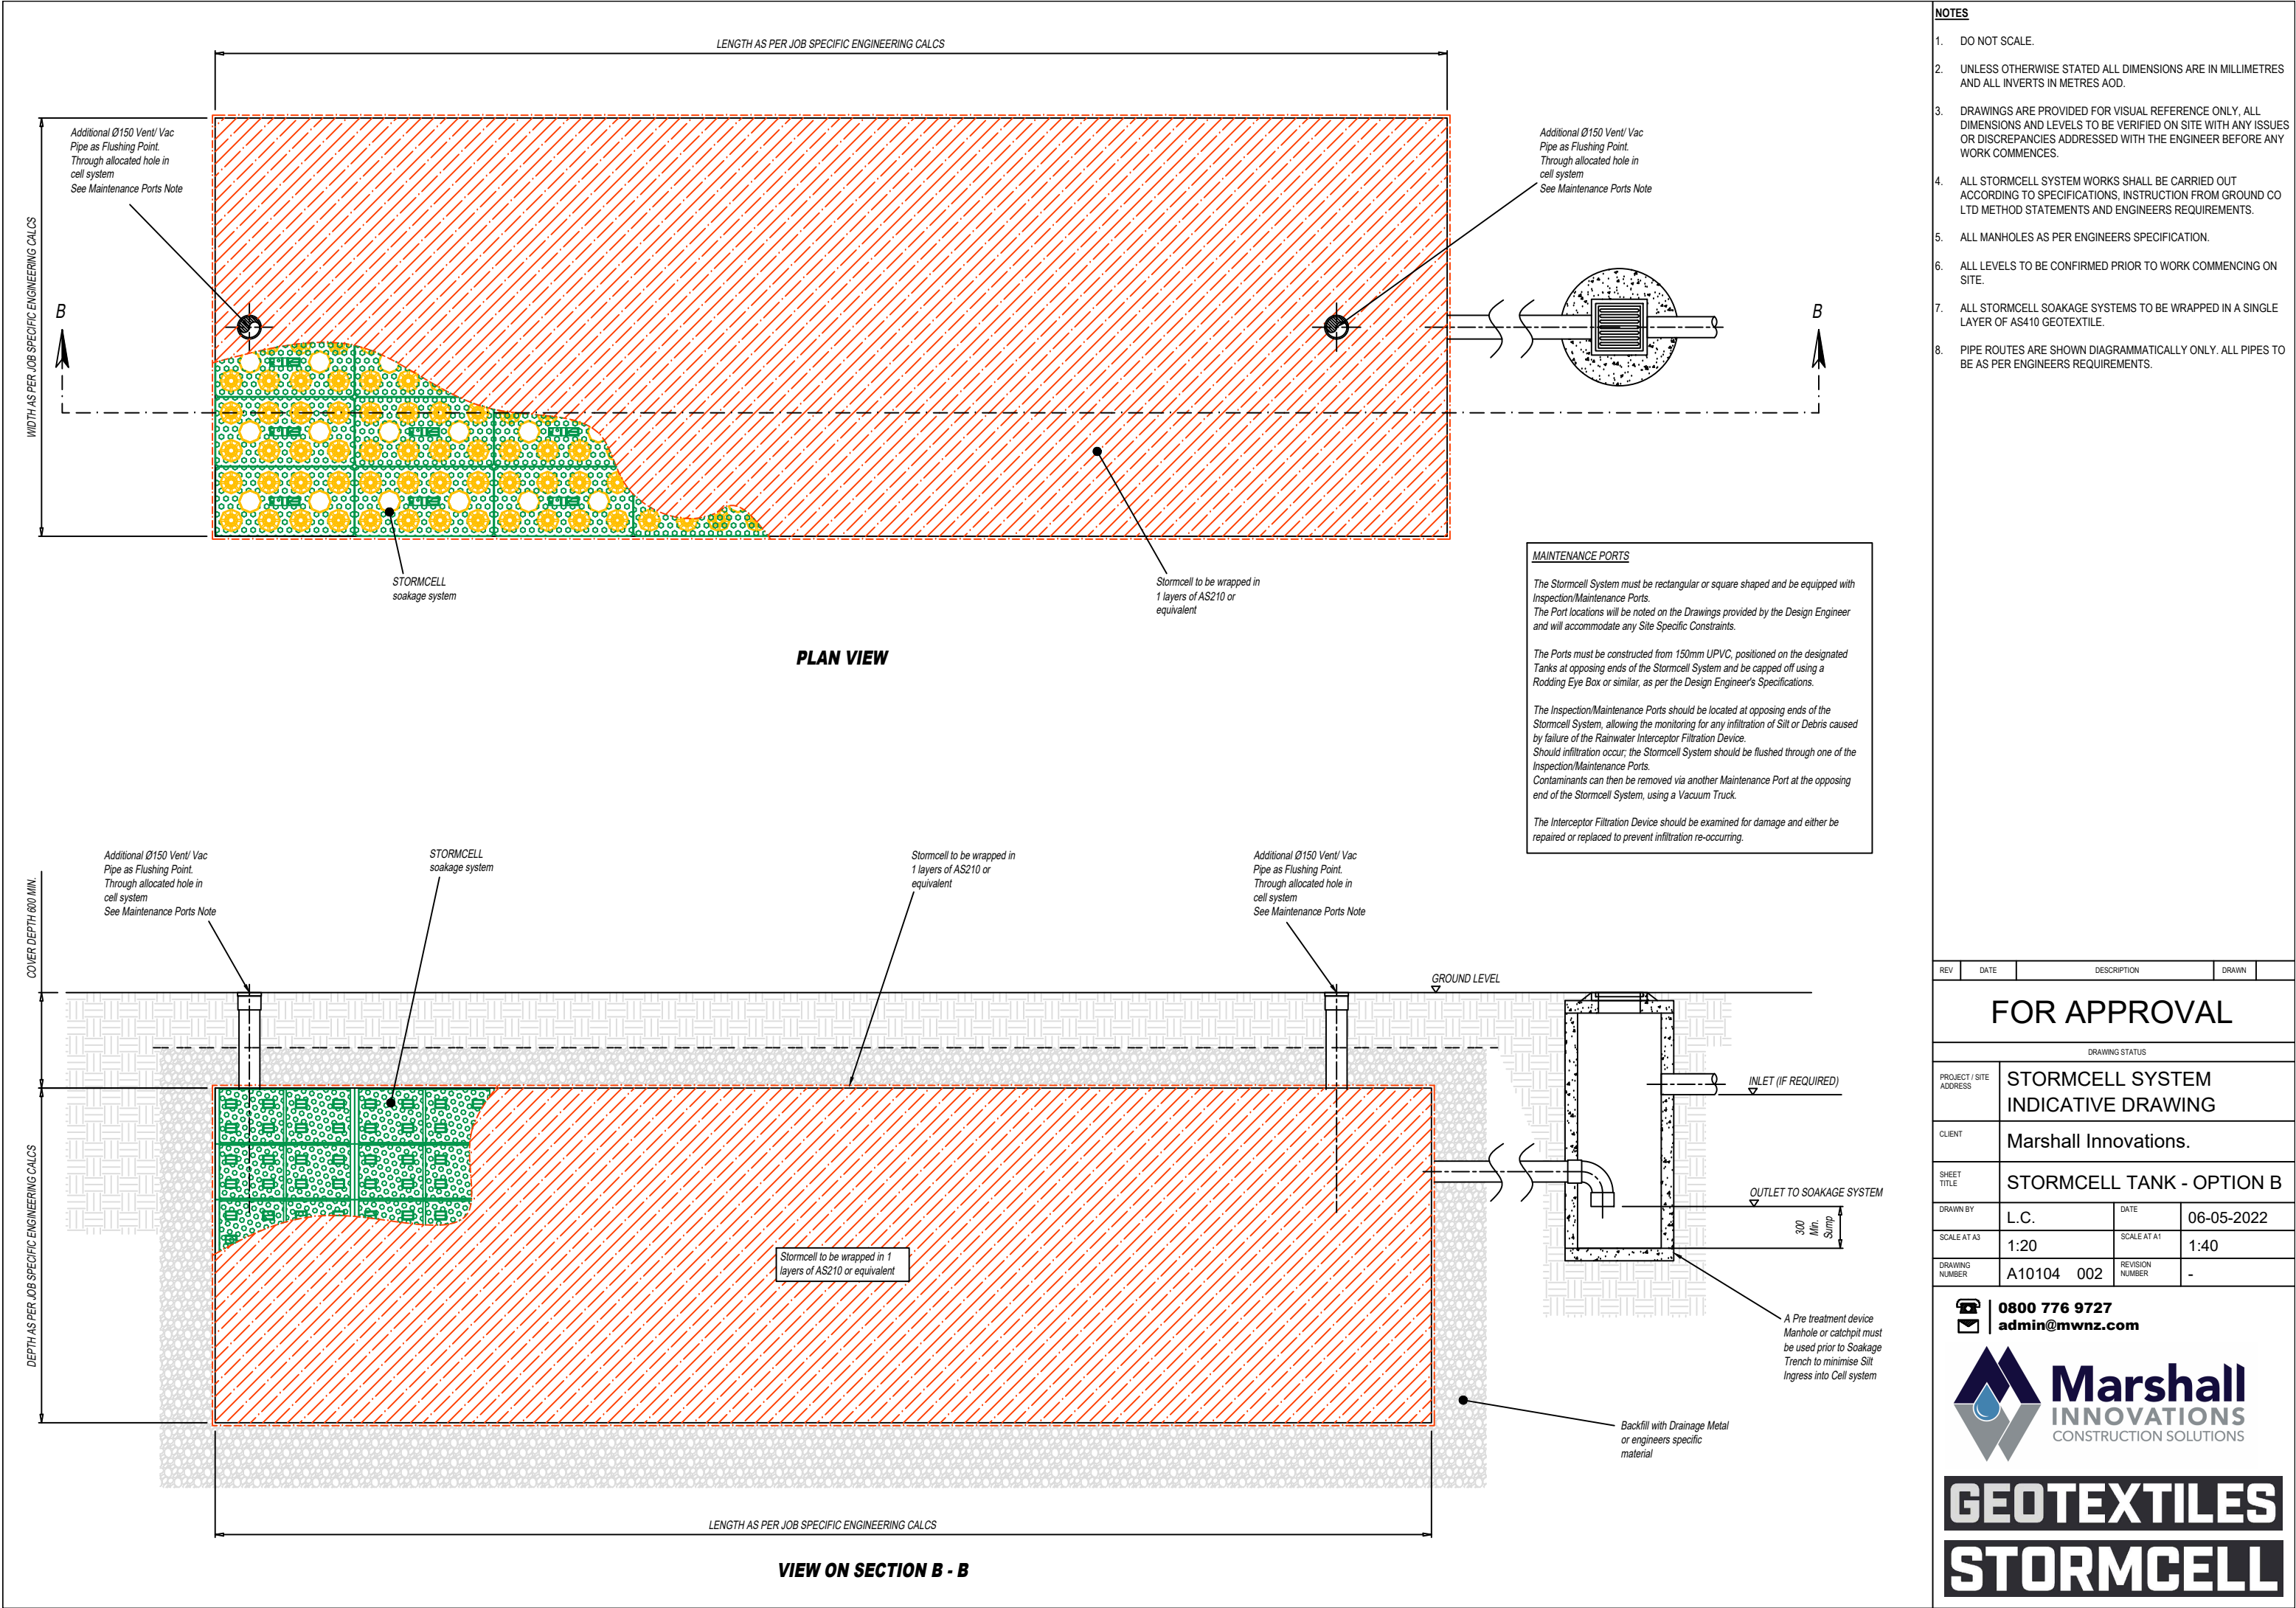 LENGTH AS PER JOB SPECIFIC ENGINEERING CALCS
WIDTH AS PER JOB SPECIFIC ENGINEERING CALCS
Additional Ø150 Vent/ Vac
Pipe as Flushing Point.
Through allocated hole in
cell system
See Maintenance Ports Note
Additional Ø150 Vent/ Vac
Pipe as Flushing Point.
Through allocated hole in
cell system
See Maintenance Ports Note
B
B
STORMCELL
soakage system
Stormcell to be wrapped in
1 layers of AS210 or
equivalent
PLAN VIEW
MAINTENANCE PORTS
The Stormcell System must be rectangular or square shaped and be equipped with
Inspection/Maintenance Ports.
The Port locations will be noted on the Drawings provided by the Design Engineer
and will accommodate any Site Specific Constraints.
The Ports must be constructed from 150mm UPVC, positioned on the designated
Tanks at opposing ends of the Stormcell System and be capped off using a
Rodding Eye Box or similar, as per the Design Engineer's Specifications.
The Inspection/Maintenance Ports should be located at opposing ends of the
Stormcell System, allowing the monitoring for any infiltration of Silt or Debris caused
by failure of the Rainwater Interceptor Filtration Device.
Should infiltration occur; the Stormcell System should be flushed through one of the
Inspection/Maintenance Ports.
Contaminants can then be removed via another Maintenance Port at the opposing
end of the Stormcell System, using a Vacuum Truck.
The Interceptor Filtration Device should be examined for damage and either be
repaired or replaced to prevent infiltration re-occurring.
COVER DEPTH 600 MIN.
DEPTH AS PER JOB SPECIFIC ENGINEERING CALCS
Additional Ø150 Vent/ Vac
Pipe as Flushing Point.
Through allocated hole in
cell system
See Maintenance Ports Note
STORMCELL
soakage system
Stormcell to be wrapped in
1 layers of AS210 or
equivalent
Additional Ø150 Vent/ Vac
Pipe as Flushing Point.
Through allocated hole in
cell system
See Maintenance Ports Note
GROUND LEVEL
INLET (IF REQUIRED)
OUTLET TO SOAKAGE SYSTEM
300
Min.
Sump
Stormcell to be wrapped in 1
layers of AS210 or equivalent
A Pre treatment device
Manhole or catchpit must
be used prior to Soakage
Trench to minimise Silt
Ingress into Cell system
Backfill with Drainage Metal
or engineers specific
material
LENGTH AS PER JOB SPECIFIC ENGINEERING CALCS
VIEW ON SECTION B - B
NOTES
1. DO NOT SCALE.
2. UNLESS OTHERWISE STATED ALL DIMENSIONS ARE IN MILLIMETRES
AND ALL INVERTS IN METRES AOD.
3. DRAWINGS ARE PROVIDED FOR VISUAL REFERENCE ONLY, ALL
DIMENSIONS AND LEVELS TO BE VERIFIED ON SITE WITH ANY ISSUES
OR DISCREPANCIES ADDRESSED WITH THE ENGINEER BEFORE ANY
WORK COMMENCES.
4. ALL STORMCELL SYSTEM WORKS SHALL BE CARRIED OUT
ACCORDING TO SPECIFICATIONS, INSTRUCTION FROM GROUND CO
LTD METHOD STATEMENTS AND ENGINEERS REQUIREMENTS.
5. ALL MANHOLES AS PER ENGINEERS SPECIFICATION.
6. ALL LEVELS TO BE CONFIRMED PRIOR TO WORK COMMENCING ON
SITE.
7. ALL STORMCELL SOAKAGE SYSTEMS TO BE WRAPPED IN A SINGLE
LAYER OF AS410 GEOTEXTILE.
8. PIPE ROUTES ARE SHOWN DIAGRAMMATICALLY ONLY. ALL PIPES TO
BE AS PER ENGINEERS REQUIREMENTS.
REV DATE DESCRIPTION DRAWN
FOR APPROVAL
DRAWING STATUS
PROJECT / SITE ADDRESS
STORMCELL SYSTEM
INDICATIVE DRAWING
CLIENT Marshall Innovations.
SHEET TITLE STORMCELL TANK - OPTION B
DRAWN BY L.C. DATE 06-05-2022
SCALE AT A3 1:20 SCALE AT A1 1:40
DRAWING NUMBER A10104 002 REVISION NUMBER -
0800 776 9727
admin@mwnz.com
Marshall
INNOVATIONS
CONSTRUCTION SOLUTIONS
GEOTEXTILES
STORMCELL